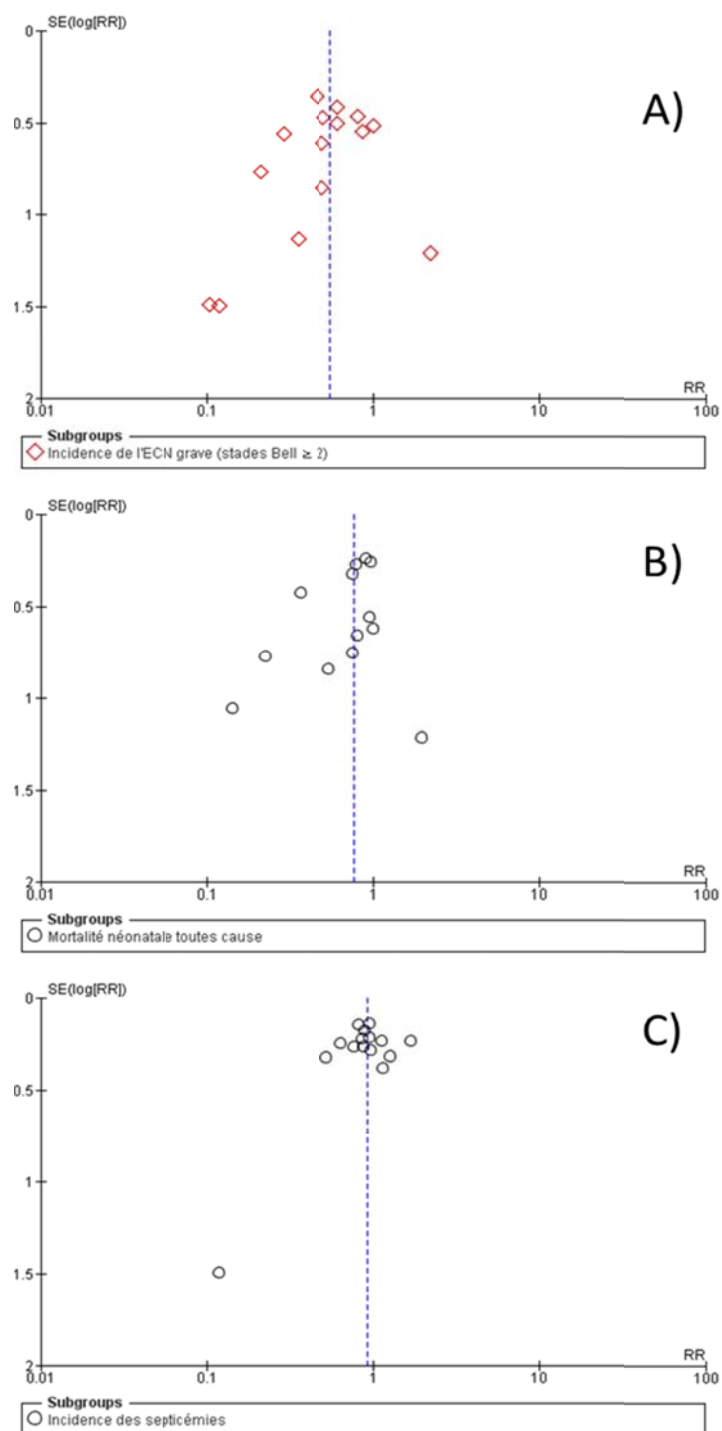 SE(log[RR])
0
A)
0.5
1
1.5
2
RR
0.01 0.1 1 10 100
Subgroups
Incidence de l'ECN grave (stades Bell ≥ 2)
SE(log[RR])
0
B)
0.5
1
1.5
2
RR
0.01 0.1 1 10 100
Subgroups
Mortalité néonatale toutes cause
SE(log[RR])
0
C)
0.5
1
1.5
2
RR
0.01 0.1 1 10 100
Subgroups
Incidence des septicémies